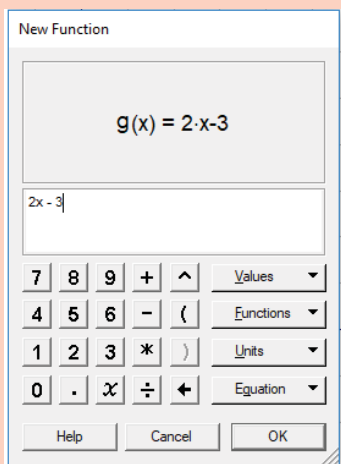 New Function
g(x) = 2·x-3
2x - 3
7 8 9 + ^ Values
4 5 6 - ( Functions
1 2 3 * ) Units
0 . x ÷ ← Equation
Help Cancel OK